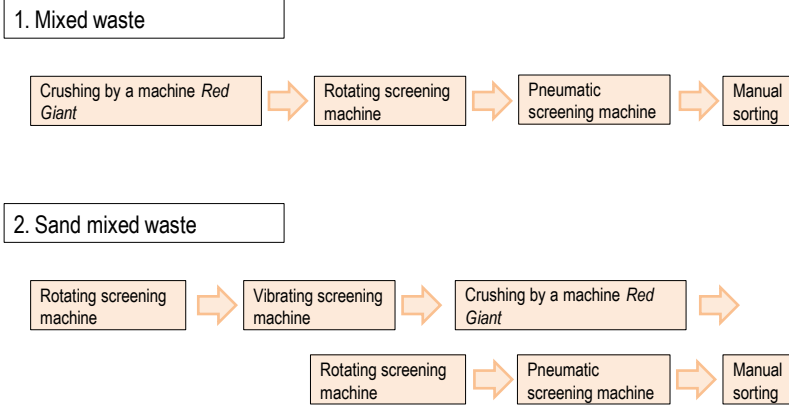 1. Mixed waste
Crushing by a machine Red
Giant
Rotating screening
machine
Pneumatic
screening machine
Manual
sorting
2. Sand mixed waste
Rotating screening
machine
Vibrating screening
machine
Crushing by a machine Red
Giant
Rotating screening
machine
Pneumatic
screening machine
Manual
sorting